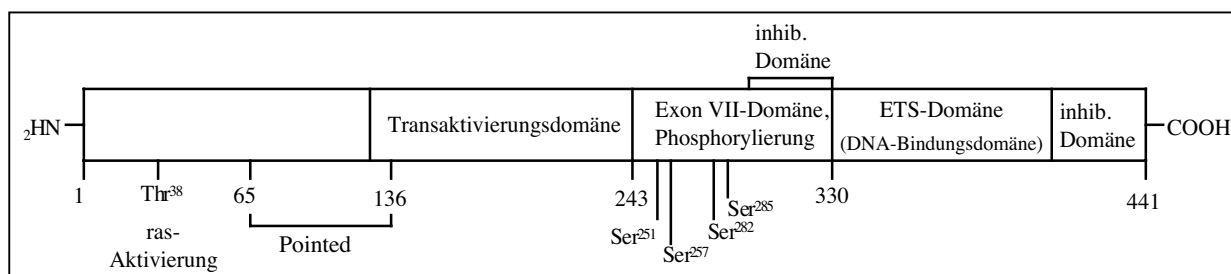 inhib.
Domäne
₂HN
Transaktivierungsdomäne
Exon VII-Domäne,
Phosphorylierung
ETS-Domäne
(DNA-Bindungsdomäne)
inhib.
Domäne
COOH
1
Thr³⁸
65
136
243
330
441
ras-
Aktivierung
Pointed
Ser²⁵¹
Ser²⁵⁷
Ser²⁸²
Ser²⁸⁵